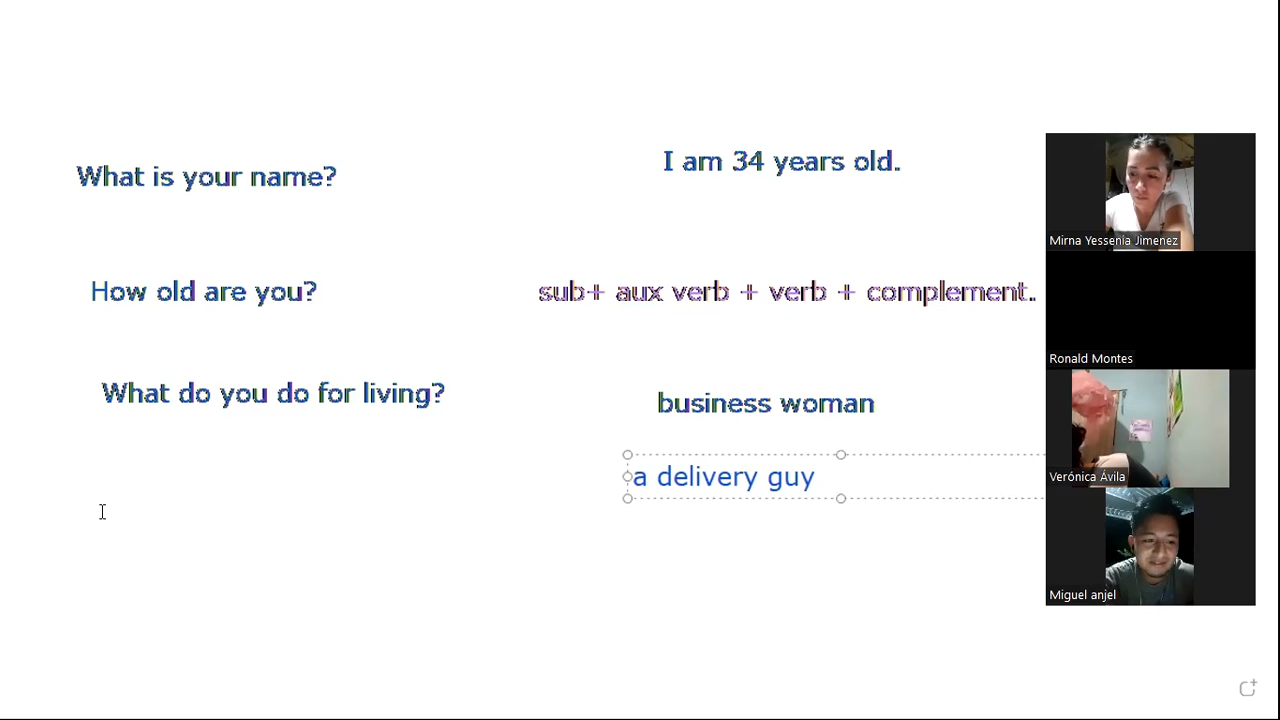 What is your name?
I am 34 years old.
How old are you?
sub+ aux verb + verb + complement.
What do you do for living?
business woman
a delivery guy
Mirna Yessenia Jimenez
Ronald Montes
Verónica Ávila
Miguel anjel